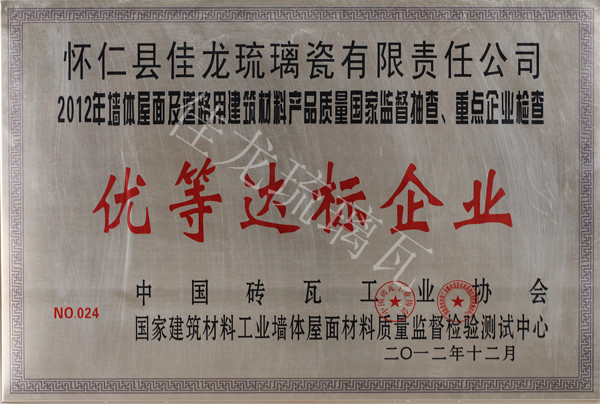 怀仁县佳龙琉璃瓷有限责任公司
2012年墙体屋面及道路用建筑材料产品质量国家监督抽查、重点企业检查
优等达标企业
佳龙琉璃瓦
中国砖瓦工业协会
NO.024
国家建筑材料工业墙体屋面材料质量监督检验测试中心
二〇一二年十二月